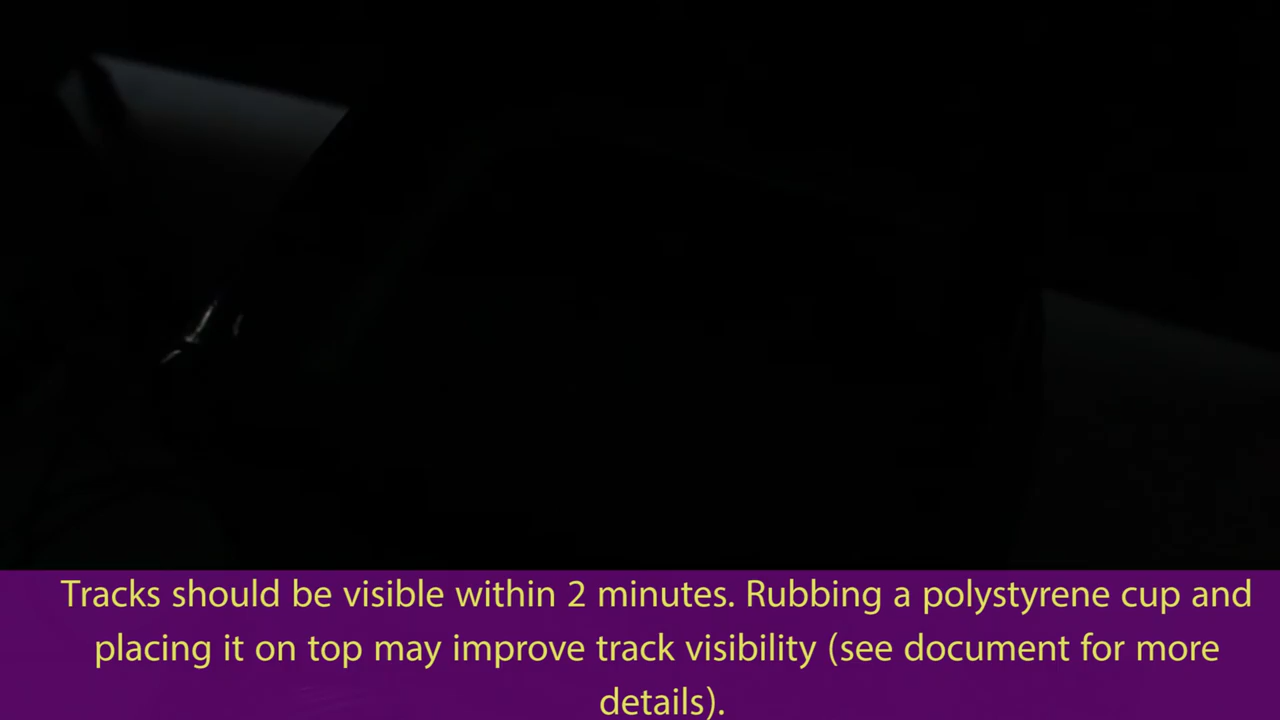 Tracks should be visible within 2 minutes. Rubbing a polystyrene cup and
placing it on top may improve track visibility (see document for more
details).